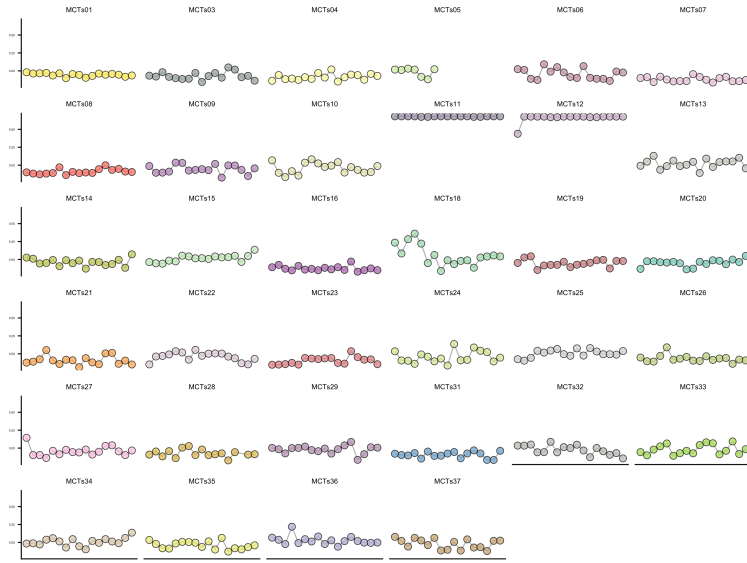 MCTs01 MCTs03 MCTs04 MCTs05 MCTs06 MCTs07
MCTs08 MCTs09 MCTs10 MCTs11 MCTs12 MCTs13
MCTs14 MCTs15 MCTs16 MCTs18 MCTs19 MCTs20
MCTs21 MCTs22 MCTs23 MCTs24 MCTs25 MCTs26
MCTs27 MCTs28 MCTs29 MCTs31 MCTs32 MCTs33
MCTs34 MCTs35 MCTs36 MCTs37